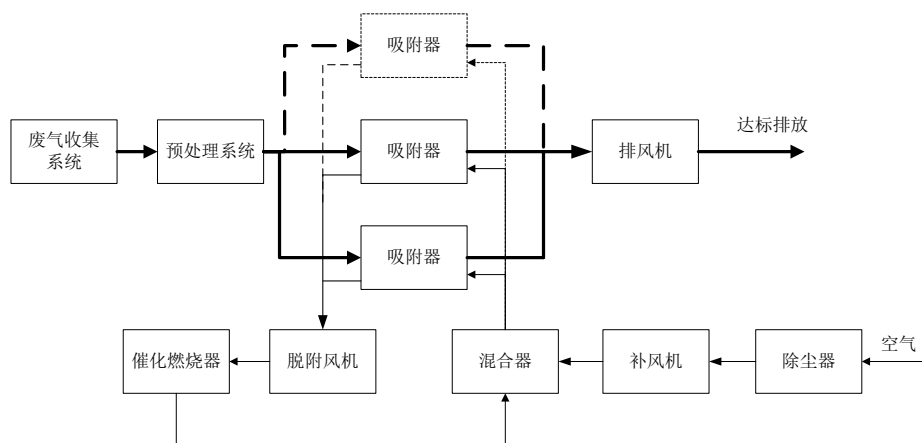 吸附器
废气收集
系统
预处理系统
吸附器
排风机
达标排放
吸附器
催化燃烧器
脱附风机
混合器
补风机
除尘器
空气